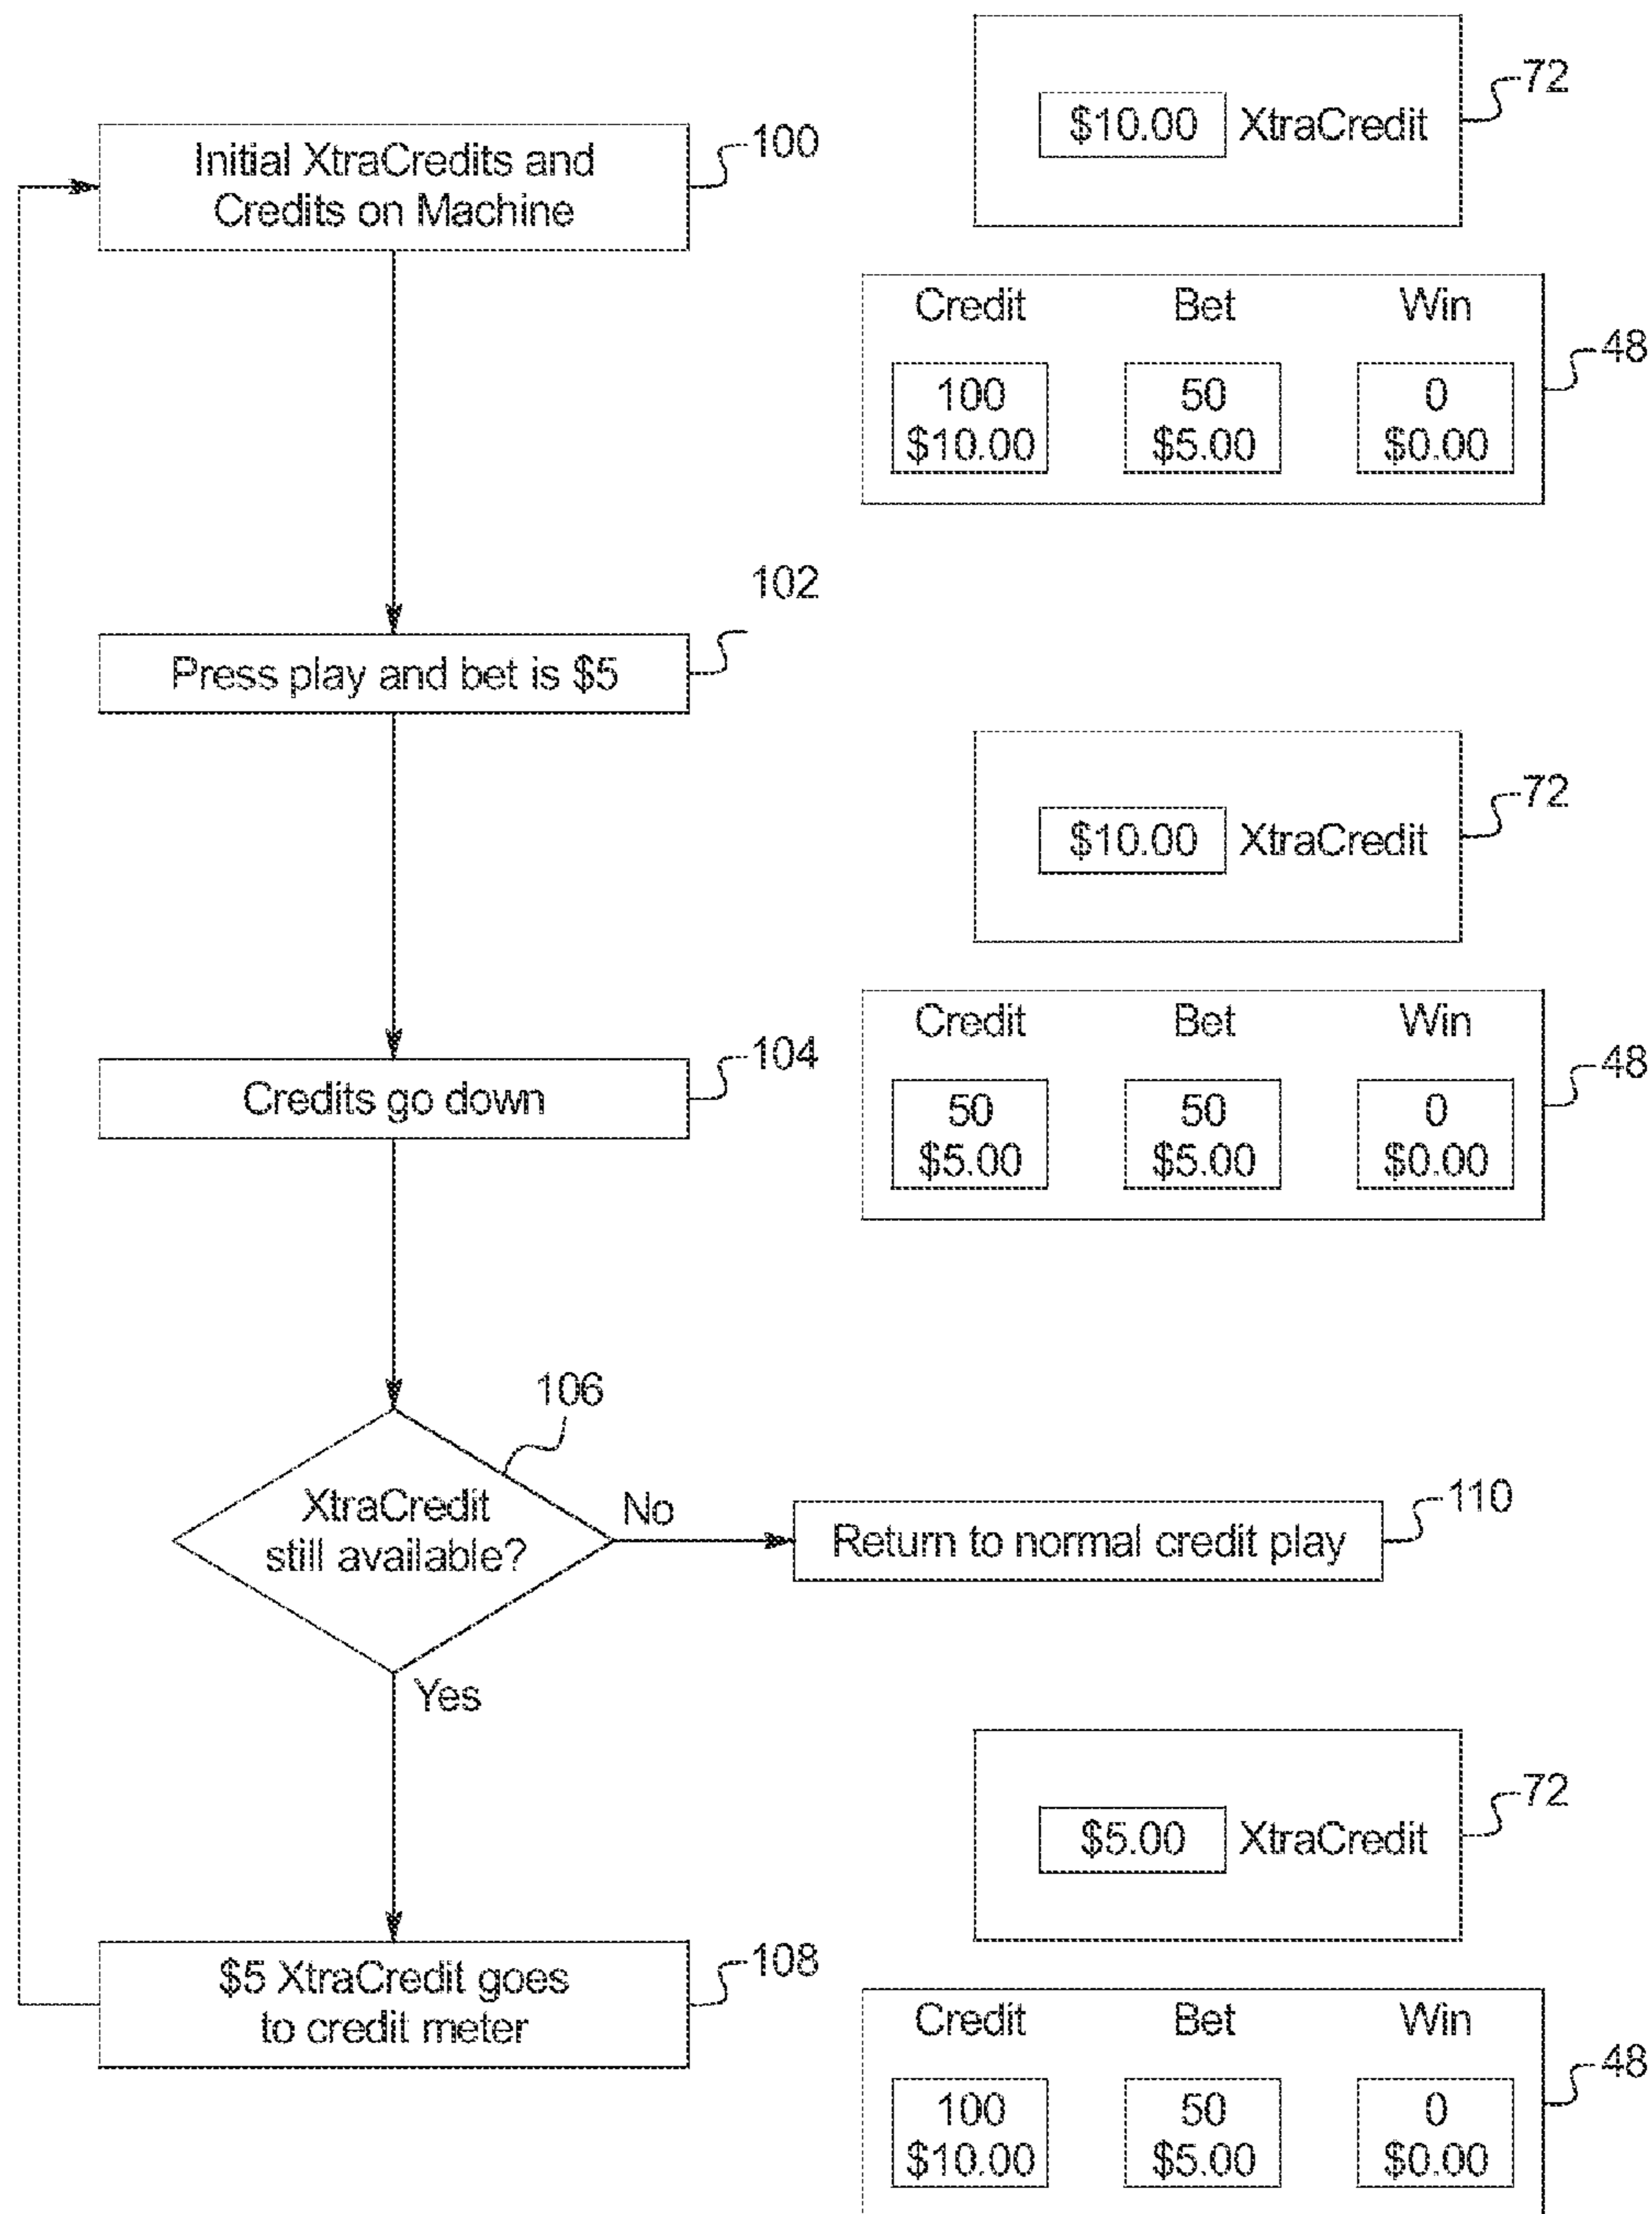 Initial XtraCredits and
Credits on Machine
100
$10.00 XtraCredit
72
Credit Bet Win
100 50 0
$10.00 $5.00 $0.00
48
102
Press play and bet is $5
$10.00 XtraCredit
72
Credits go down
104
Credit Bet Win
50 50 0
$5.00 $5.00 $0.00
48
106
XtraCredit
still available?
No
Return to normal credit play
110
Yes
$5.00 XtraCredit
72
$5 XtraCredit goes
to credit meter
108
Credit Bet Win
100 50 0
$10.00 $5.00 $0.00
48